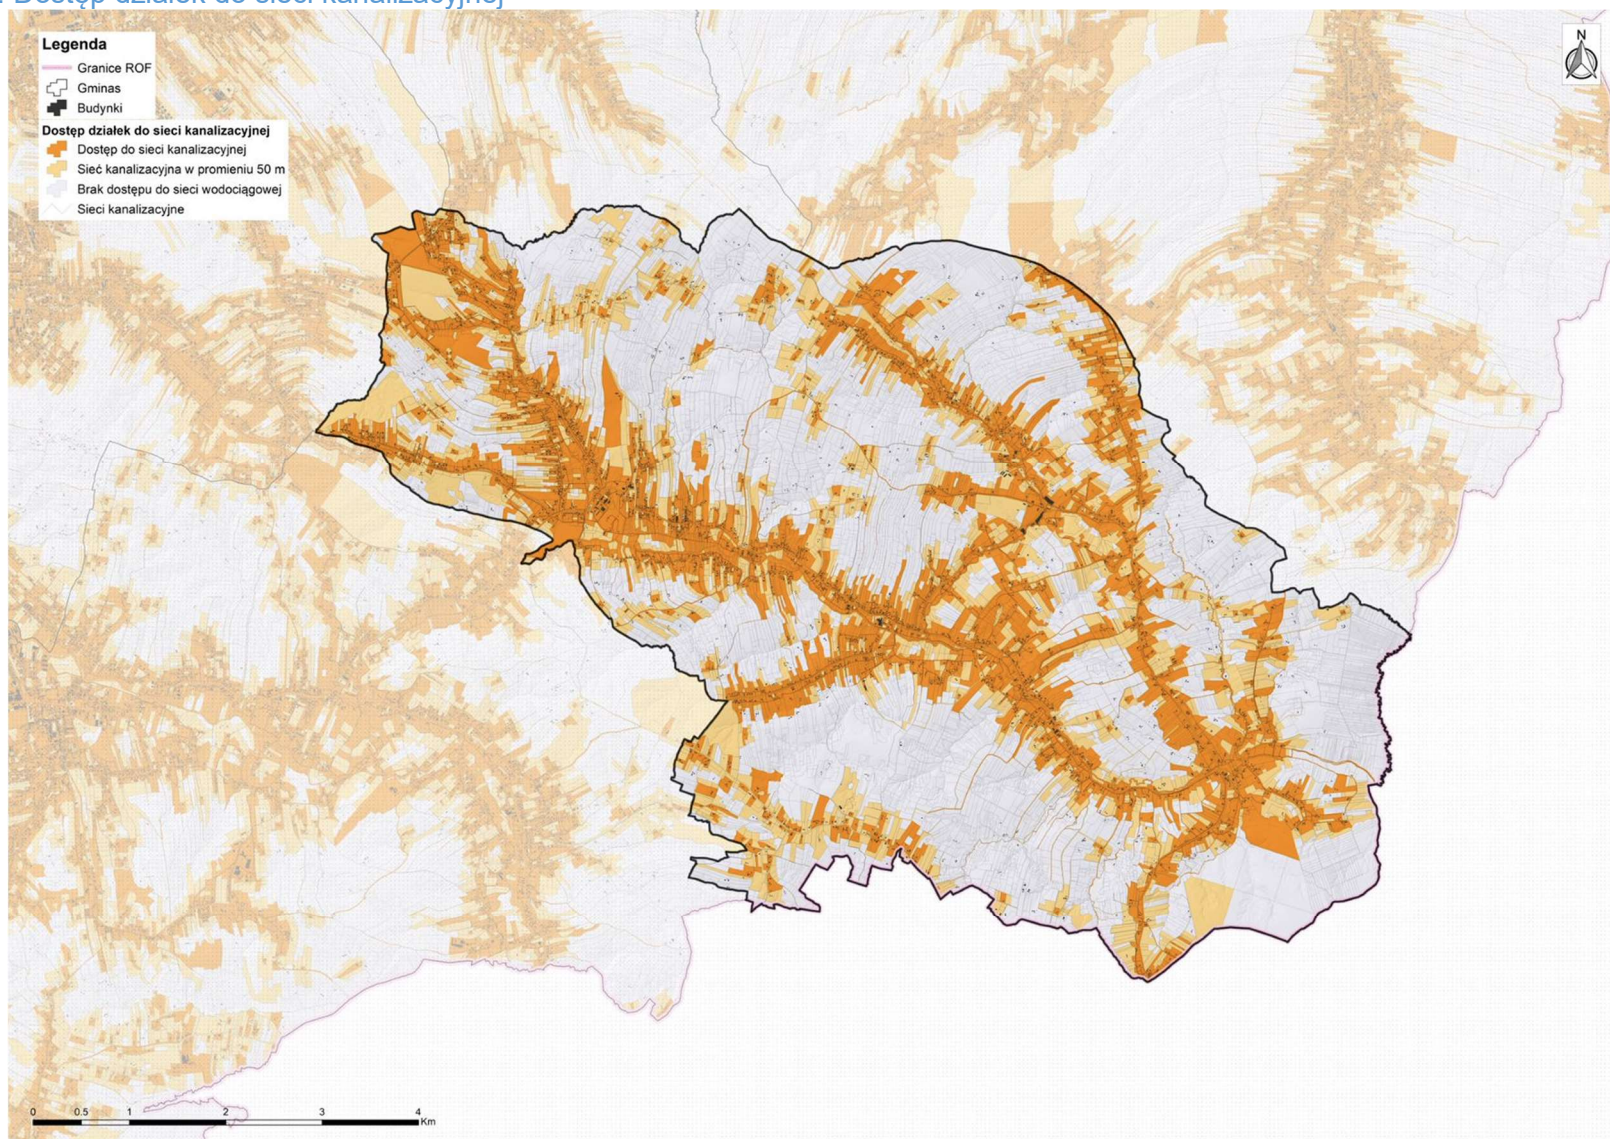 Dostęp działek do sieci kanalizacyjnej
Legenda
Granice ROF
Gminas
Budynki
Dostęp działek do sieci kanalizacyjnej
Dostęp do sieci kanalizacyjnej
Sieć kanalizacyjna w promieniu 50 m
Brak dostępu do sieci wodociągowej
Sieci kanalizacyjne
N
0 0.5 1 2 3 4
Km